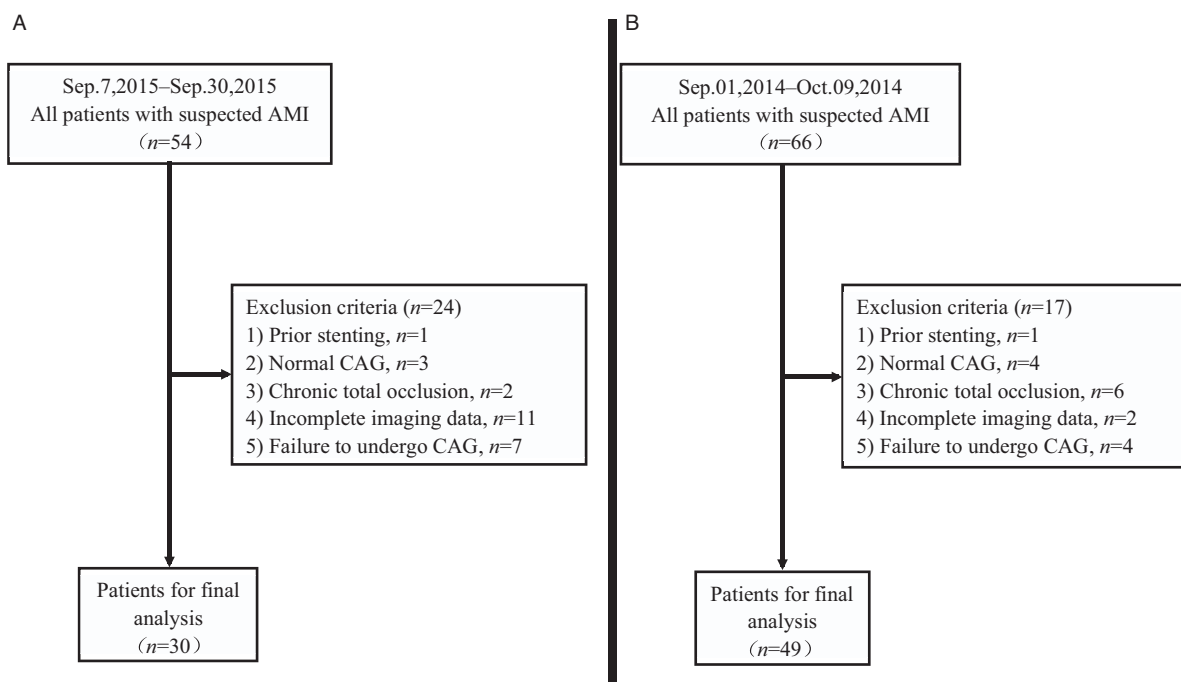 A
Sep.7,2015–Sep.30,2015
All patients with suspected AMI
（n=54）
Exclusion criteria (n=24)
1) Prior stenting, n=1
2) Normal CAG, n=3
3) Chronic total occlusion, n=2
4) Incomplete imaging data, n=11
5) Failure to undergo CAG, n=7
Patients for final
analysis
（n=30）
B
Sep.01,2014–Oct.09,2014
All patients with suspected AMI
（n=66）
Exclusion criteria (n=17)
1) Prior stenting, n=1
2) Normal CAG, n=4
3) Chronic total occlusion, n=6
4) Incomplete imaging data, n=2
5) Failure to undergo CAG, n=4
Patients for final
analysis
（n=49）